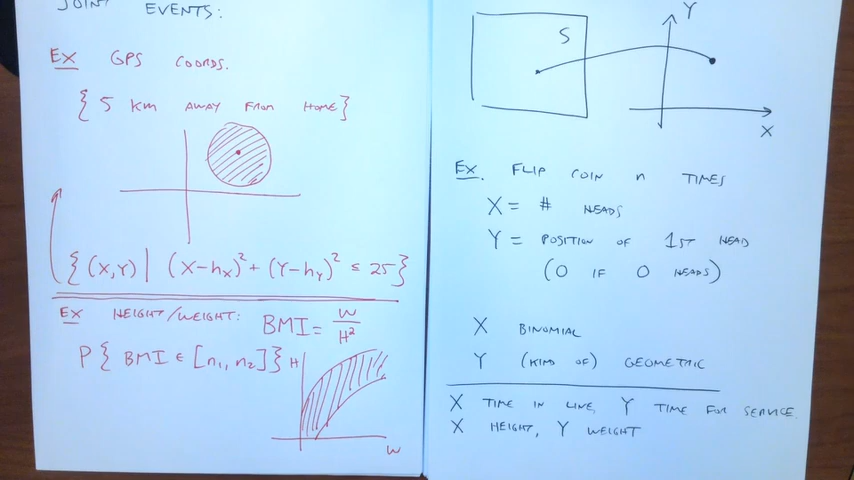 JOINT EVENTS:
EX GPS COORDS.
{ 5 KM AWAY FROM HOME}
{(X,Y) | (X-hₓ)² + (Y-hᵧ)² ≤ 25}
EX HEIGHT/WEIGHT: BMI = W/H²
P{ BMI ∈ [n₁, n₂]}
H
W
S
Y
X
EX. FLIP COIN n TIMES
X = # HEADS
Y = POSITION OF 1ST HEAD
(0 IF 0 HEADS)
X BINOMIAL
Y (KIND OF) GEOMETRIC
X TIME IN LINE, Y TIME FOR SERVICE.
X HEIGHT, Y WEIGHT